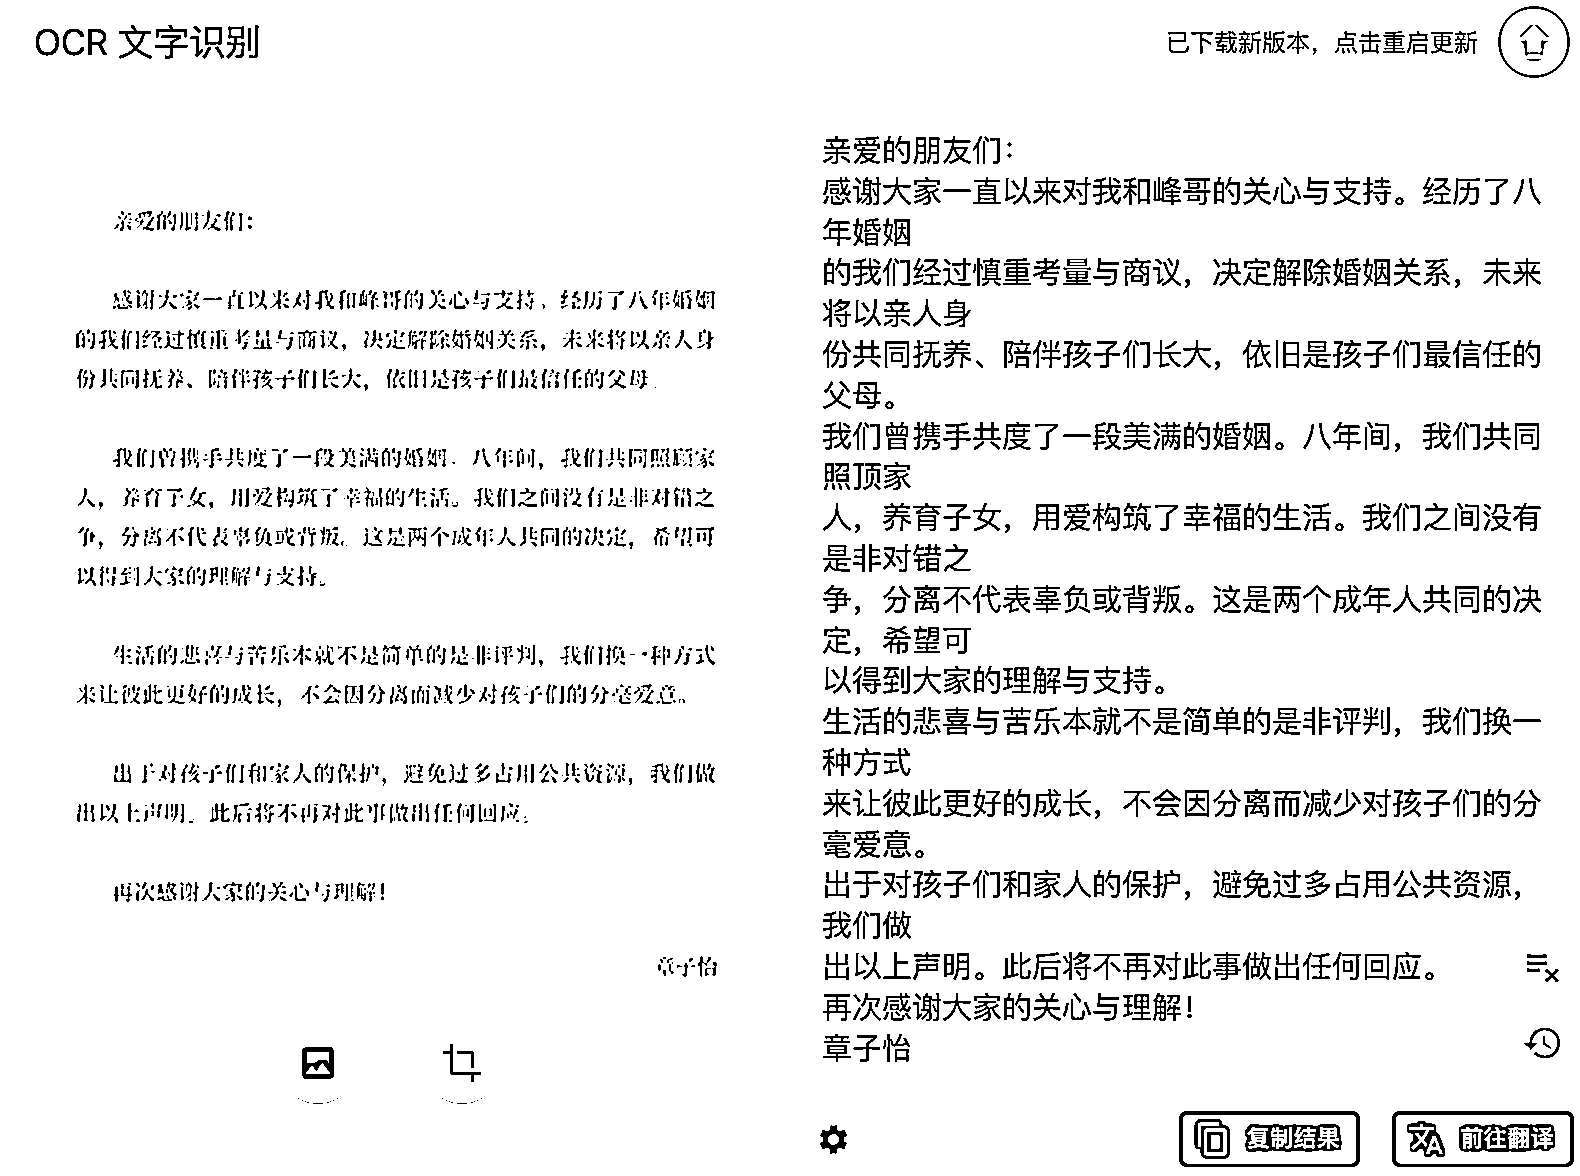 OCR 文字识别
已下载新版本，点击重启更新
亲爱的朋友们：
感谢大家一直以来对我和峰哥的关心与支持。经历了八年婚姻
的我们经过慎重考量与商议，决定解除婚姻关系，未来将以亲人身
份共同抚养、陪伴孩子们长大，依旧是孩子们最信任的父母。
我们曾携手共度了一段美满的婚姻。八年间，我们共同照顾家
人，养育子女，用爱构筑了幸福的生活。我们之间没有是非对错之
争，分离不代表辜负或背叛。这是两个成年人共同的决定，希望可
以得到大家的理解与支持。
生活的悲喜与苦乐本就不是简单的是非评判，我们换一种方式
来让彼此更好的成长，不会因分离而减少对孩子们的分毫爱意。
出于对孩子们和家人的保护，避免过多占用公共资源，我们做
出以上声明。此后将不再对此事做出任何回应。
再次感谢大家的关心与理解！
章子怡
亲爱的朋友们：
感谢大家一直以来对我和峰哥的关心与支持。经历了八
年婚姻
的我们经过慎重考量与商议，决定解除婚姻关系，未来
将以亲人身
份共同抚养、陪伴孩子们长大，依旧是孩子们最信任的
父母。
我们曾携手共度了一段美满的婚姻。八年间，我们共同
照顶家
人，养育子女，用爱构筑了幸福的生活。我们之间没有
是非对错之
争，分离不代表辜负或背叛。这是两个成年人共同的决
定，希望可
以得到大家的理解与支持。
生活的悲喜与苦乐本就不是简单的是非评判，我们换一
种方式
来让彼此更好的成长，不会因分离而减少对孩子们的分
毫爱意。
出于对孩子们和家人的保护，避免过多占用公共资源，
我们做
出以上声明。此后将不再对此事做出任何回应。
再次感谢大家的关心与理解！
章子怡
复制结果
前往翻译